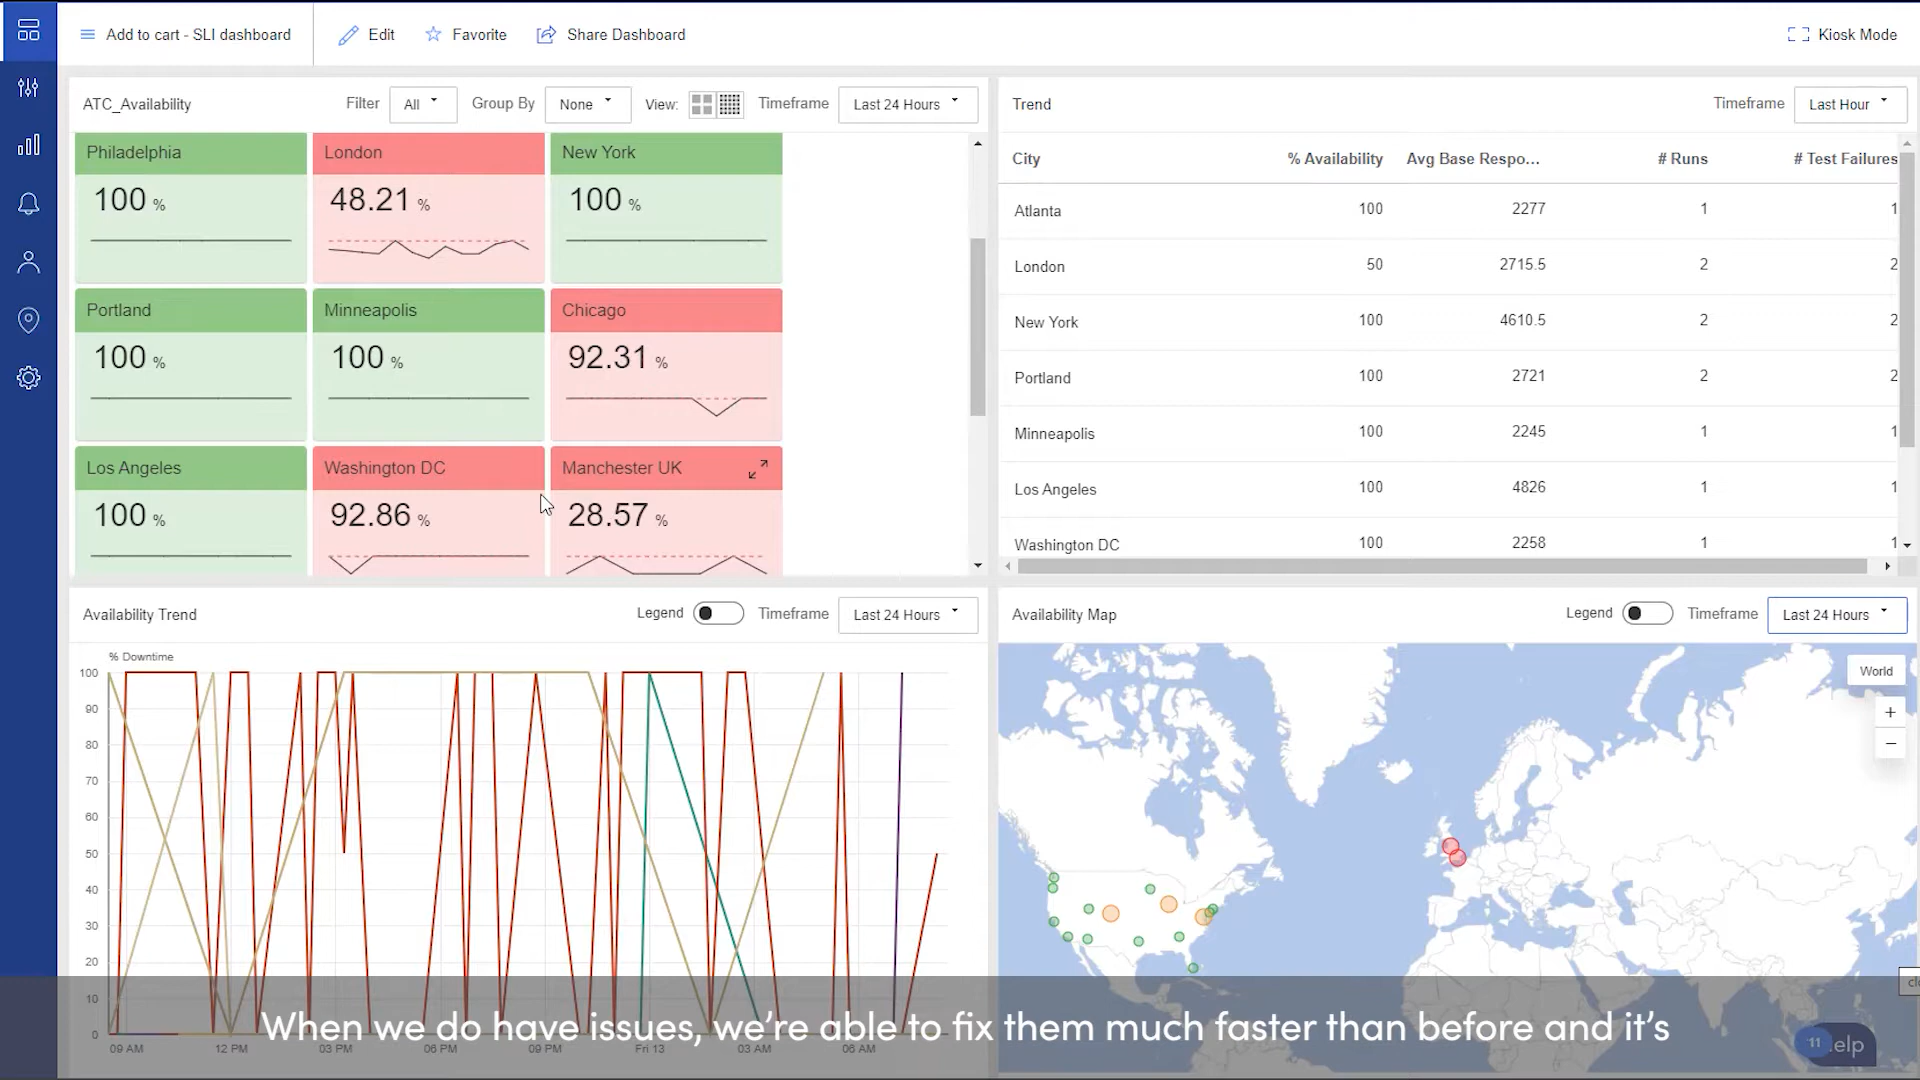 Add to cart - SLI dashboard
Edit
Favorite
Share Dashboard
Kiosk Mode
ATC_Availability
Filter
All
Group By
None
View:
Timeframe
Last 24 Hours
Philadelphia
100 %
London
48.21 %
New York
100 %
Portland
100 %
Minneapolis
100 %
Chicago
92.31 %
Los Angeles
100 %
Washington DC
92.86 %
Manchester UK
28.57 %
Trend
Timeframe
Last Hour
City % Availability Avg Base Respo... # Runs # Test Failures
Atlanta 100 2277 1 1
London 50 2715.5 2 2
New York 100 4610.5 2 2
Portland 100 2721 2 2
Minneapolis 100 2245 1 1
Los Angeles 100 4826 1 1
Washington DC 100 2258 1 1
Availability Trend
Legend
Timeframe
Last 24 Hours
% Downtime
100
90
80
70
60
50
40
30
20
10
0
09 AM 12 PM 03 PM 06 PM 09 PM Fri 13 03 AM 06 AM
Availability Map
Legend
Timeframe
Last 24 Hours
World
+
−
When we do have issues, we're able to fix them much faster than before and it's
11